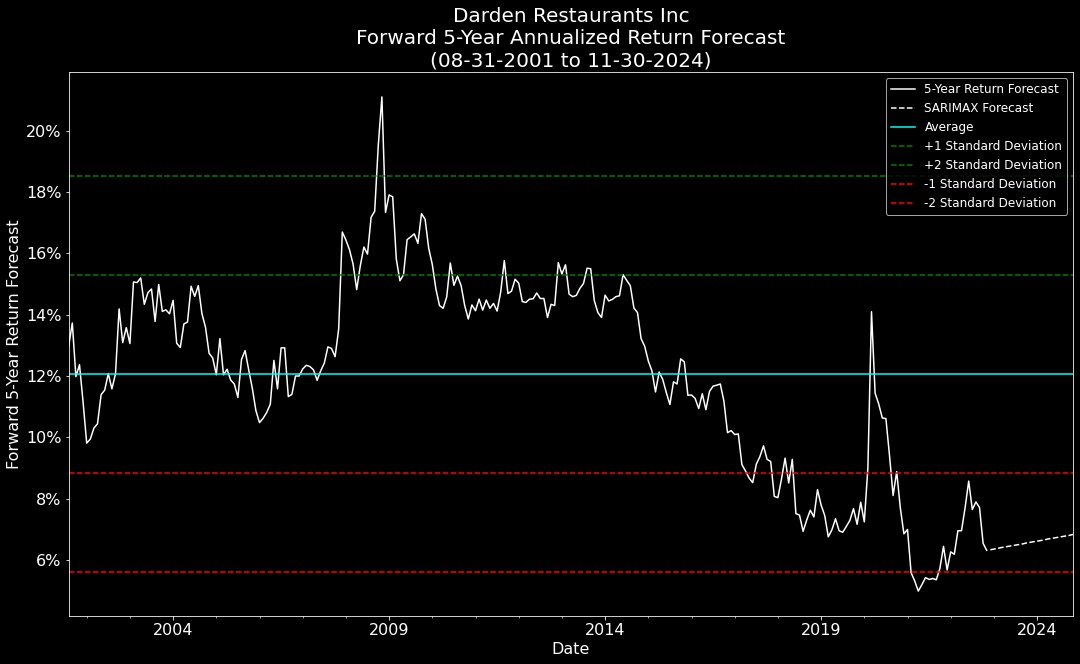 Darden Restaurants Inc
Forward 5-Year Annualized Return Forecast
(08-31-2001 to 11-30-2024)
5-Year Return Forecast
SARIMAX Forecast
Average
+1 Standard Deviation
+2 Standard Deviation
-1 Standard Deviation
-2 Standard Deviation
Forward 5-Year Return Forecast
20%
18%
16%
14%
12%
10%
8%
6%
2004
2009
2014
2019
2024
Date